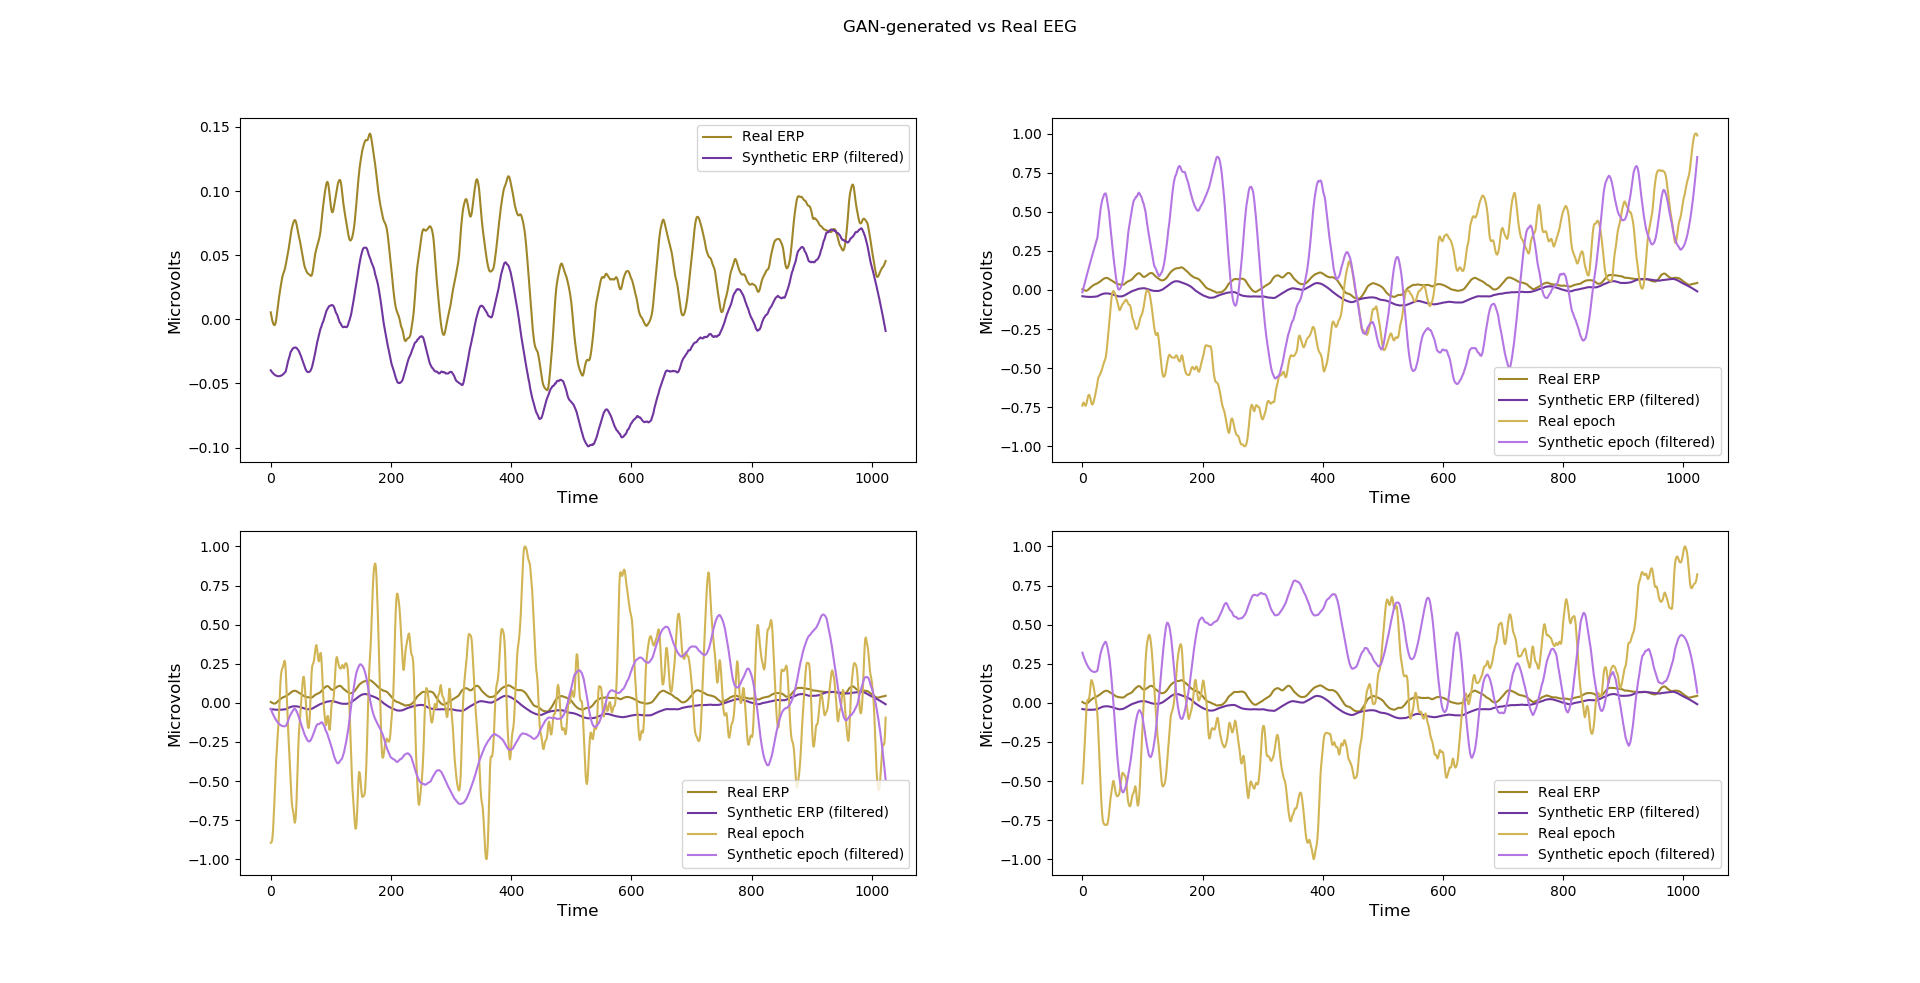 GAN-generated vs Real EEG
0.15
0.10
0.05
0.00
−0.05
−0.10
Microvolts
Real ERP
Synthetic ERP (filtered)
0 200 400 600 800 1000
Time
1.00
0.75
0.50
0.25
0.00
−0.25
−0.50
−0.75
−1.00
Microvolts
Real ERP
Synthetic ERP (filtered)
Real epoch
Synthetic epoch (filtered)
0 200 400 600 800 1000
Time
1.00
0.75
0.50
0.25
0.00
−0.25
−0.50
−0.75
−1.00
Microvolts
Real ERP
Synthetic ERP (filtered)
Real epoch
Synthetic epoch (filtered)
0 200 400 600 800 1000
Time
1.00
0.75
0.50
0.25
0.00
−0.25
−0.50
−0.75
−1.00
Microvolts
Real ERP
Synthetic ERP (filtered)
Real epoch
Synthetic epoch (filtered)
0 200 400 600 800 1000
Time